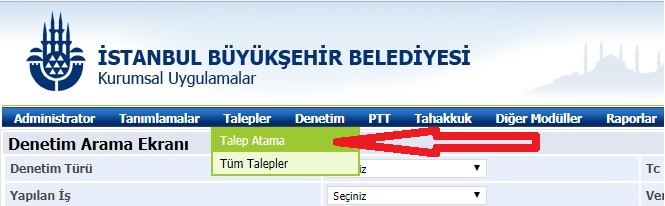 İSTANBUL BÜYÜKŞEHİR BELEDİYESİ
Kurumsal Uygulamalar
Administrator Tanımlamalar Talepler Denetim PTT Tahakkuk Diğer Modüller Raporlar
Denetim Arama Ekranı Talep Atama
Denetim Türü Tüm Talepler Tc
Yapılan İş Seçiniz Ver